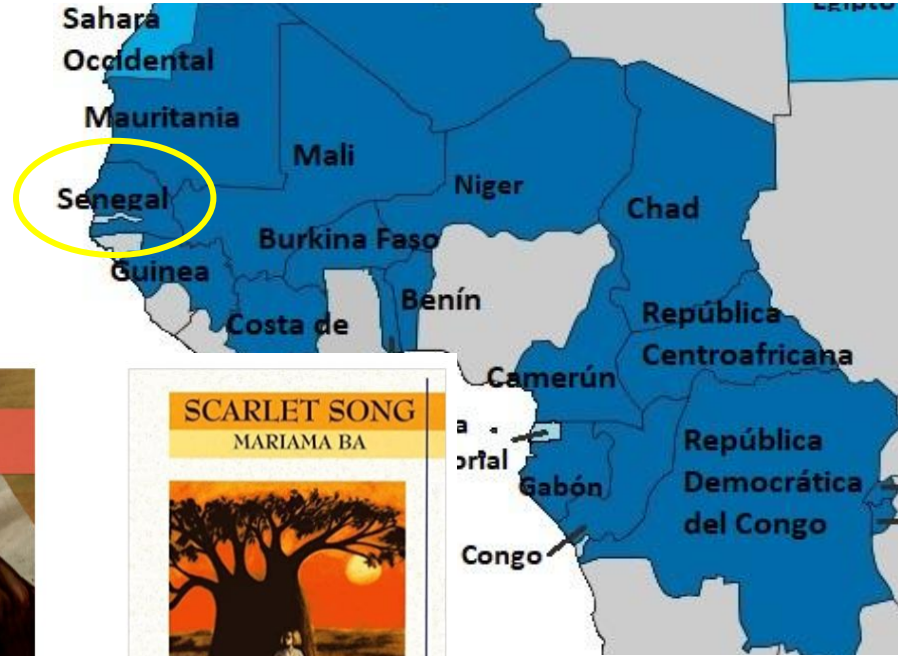 Sahara
Occidental
Mauritania
Mali
Niger
Chad
Senegal
Burkina Faso
Guinea
Benín
Costa de
República
Centroafricana
Camerún
a
orial
Gabón
República
Democrática
del Congo
Congo
SCARLET SONG
MARIAMA BA